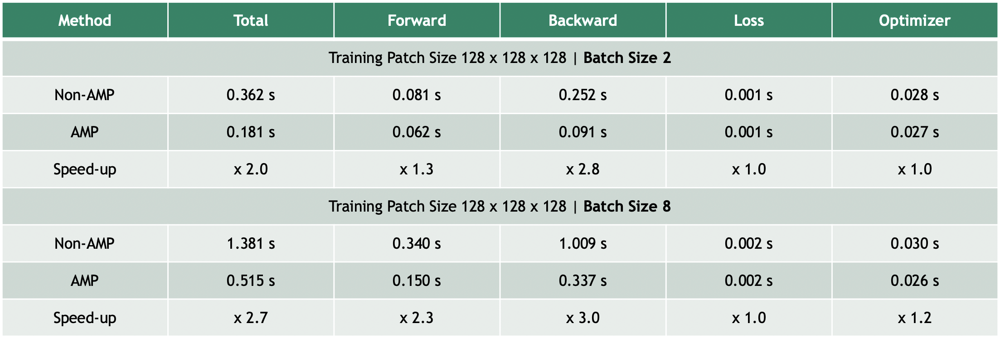 Method Total Forward Backward Loss Optimizer
Training Patch Size 128 x 128 x 128 | Batch Size 2
Non-AMP 0.362 s 0.081 s 0.252 s 0.001 s 0.028 s
AMP 0.181 s 0.062 s 0.091 s 0.001 s 0.027 s
Speed-up x 2.0 x 1.3 x 2.8 x 1.0 x 1.0
Training Patch Size 128 x 128 x 128 | Batch Size 8
Non-AMP 1.381 s 0.340 s 1.009 s 0.002 s 0.030 s
AMP 0.515 s 0.150 s 0.337 s 0.002 s 0.026 s
Speed-up x 2.7 x 2.3 x 3.0 x 1.0 x 1.2